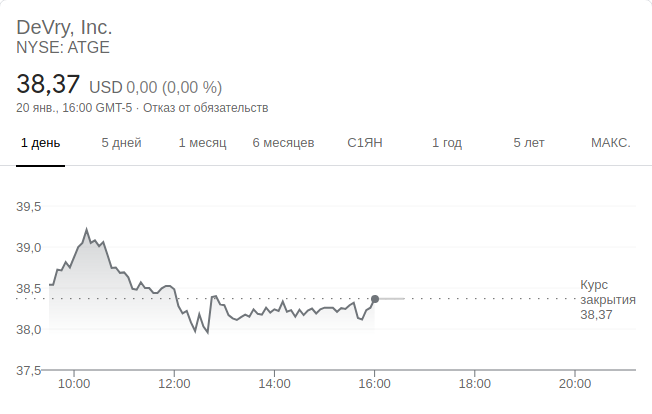 DeVry, Inc.
NYSE: ATGE
38,37 USD 0,00 (0,00 %)
20 янв., 16:00 GMT-5 · Отказ от обязательств
1 день 5 дней 1 месяц 6 месяцев С1ЯН 1 год 5 лет МАКС.
39,5
39,0
38,5
38,0
37,5
Курс
закрытия
38,37
10:00 12:00 14:00 16:00 18:00 20:00